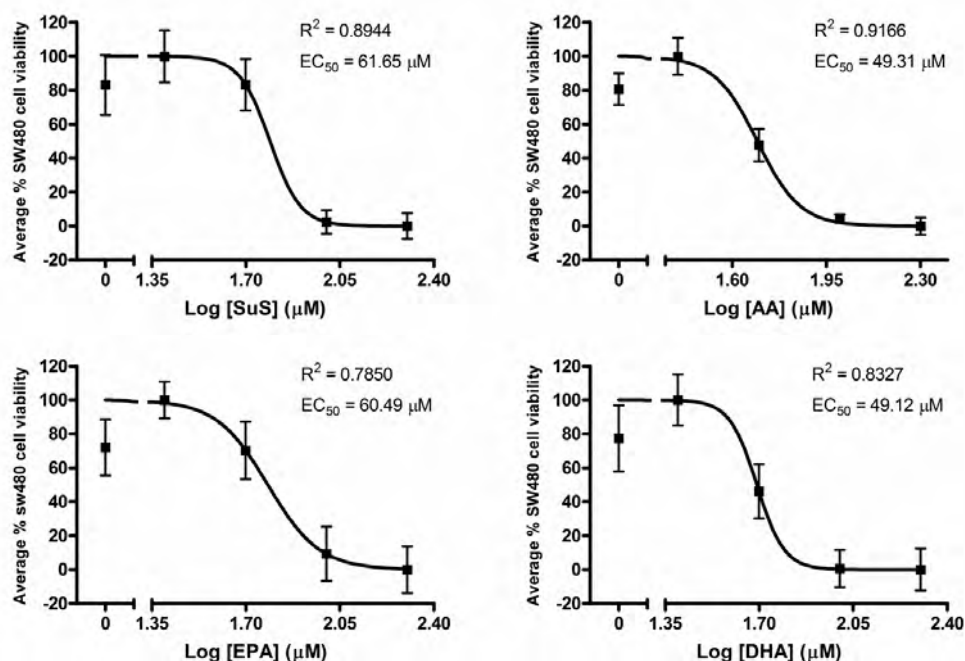 R² = 0.8944
EC₅₀ = 61.65 μM
Average % SW480 cell viability
120
100
80
60
40
20
0
-20
0 1.35 1.70 2.05 2.40
Log [SuS] (μM)
R² = 0.9166
EC₅₀ = 49.31 μM
Average % SW480 cell viability
120
100
80
60
40
20
0
-20
0 1.60 1.95 2.30
Log [AA] (μM)
R² = 0.7850
EC₅₀ = 60.49 μM
Average % sw480 cell viability
120
100
80
60
40
20
0
-20
0 1.35 1.70 2.05 2.40
Log [EPA] (μM)
R² = 0.8327
EC₅₀ = 49.12 μM
Average % SW480 cell viability
120
100
80
60
40
20
0
-20
0 1.35 1.70 2.05 2.40
Log [DHA] (μM)